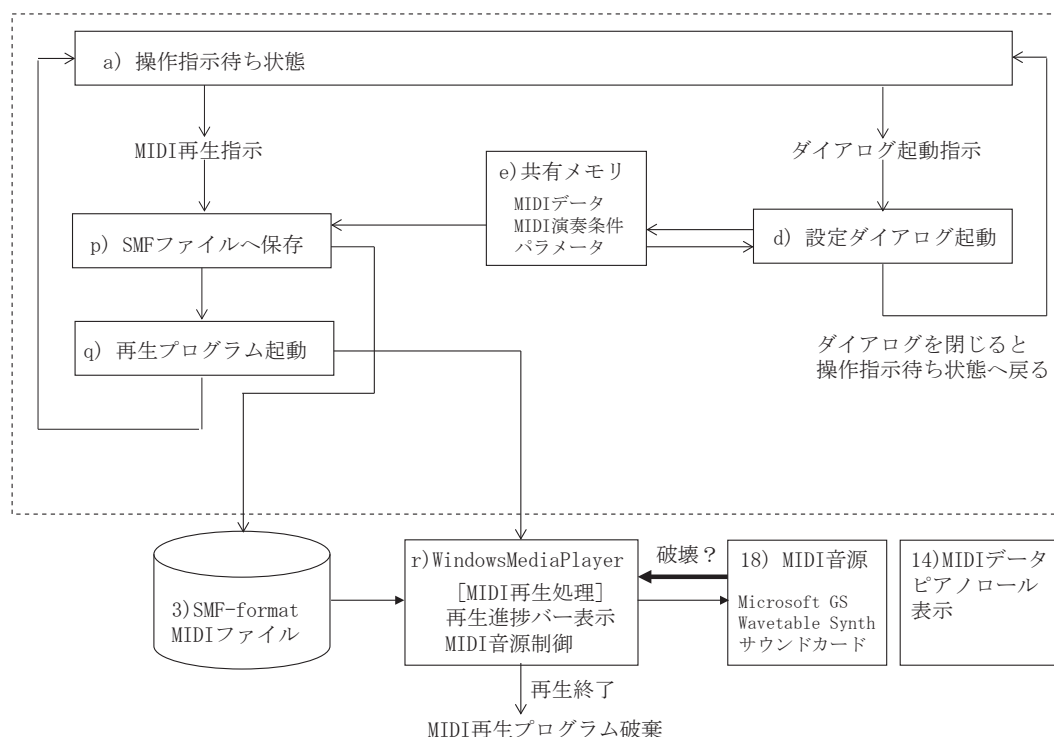 a) 操作指示待ち状態
MIDI再生指示
ダイアログ起動指示
e)共有メモリ
MIDIデータ
MIDI演奏条件
パラメータ
p) SMFファイルへ保存
d) 設定ダイアログ起動
q) 再生プログラム起動
ダイアログを閉じると
操作指示待ち状態へ戻る
3)SMF-format
MIDIファイル
r)WindowsMediaPlayer
[MIDI再生処理]
再生進捗バー表示
MIDI音源制御
破壊？
18) MIDI音源
Microsoft GS
Wavetable Synth
サウンドカード
14)MIDIデータ
ピアノロール
表示
再生終了
MIDI再生プログラム破棄